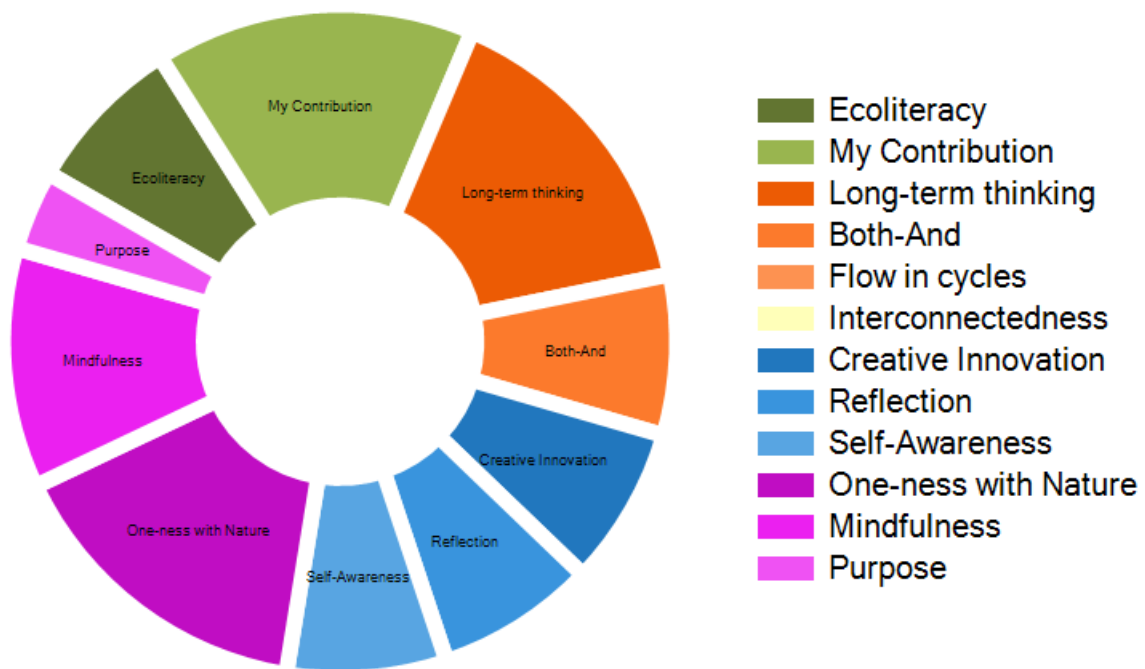 My Contribution
Long-term thinking
Ecoliteracy
Purpose
Both-And
Mindfulness
Creative Innovation
One-ness with Nature
Reflection
Self-Awareness
Ecoliteracy
My Contribution
Long-term thinking
Both-And
Flow in cycles
Interconnectedness
Creative Innovation
Reflection
Self-Awareness
One-ness with Nature
Mindfulness
Purpose